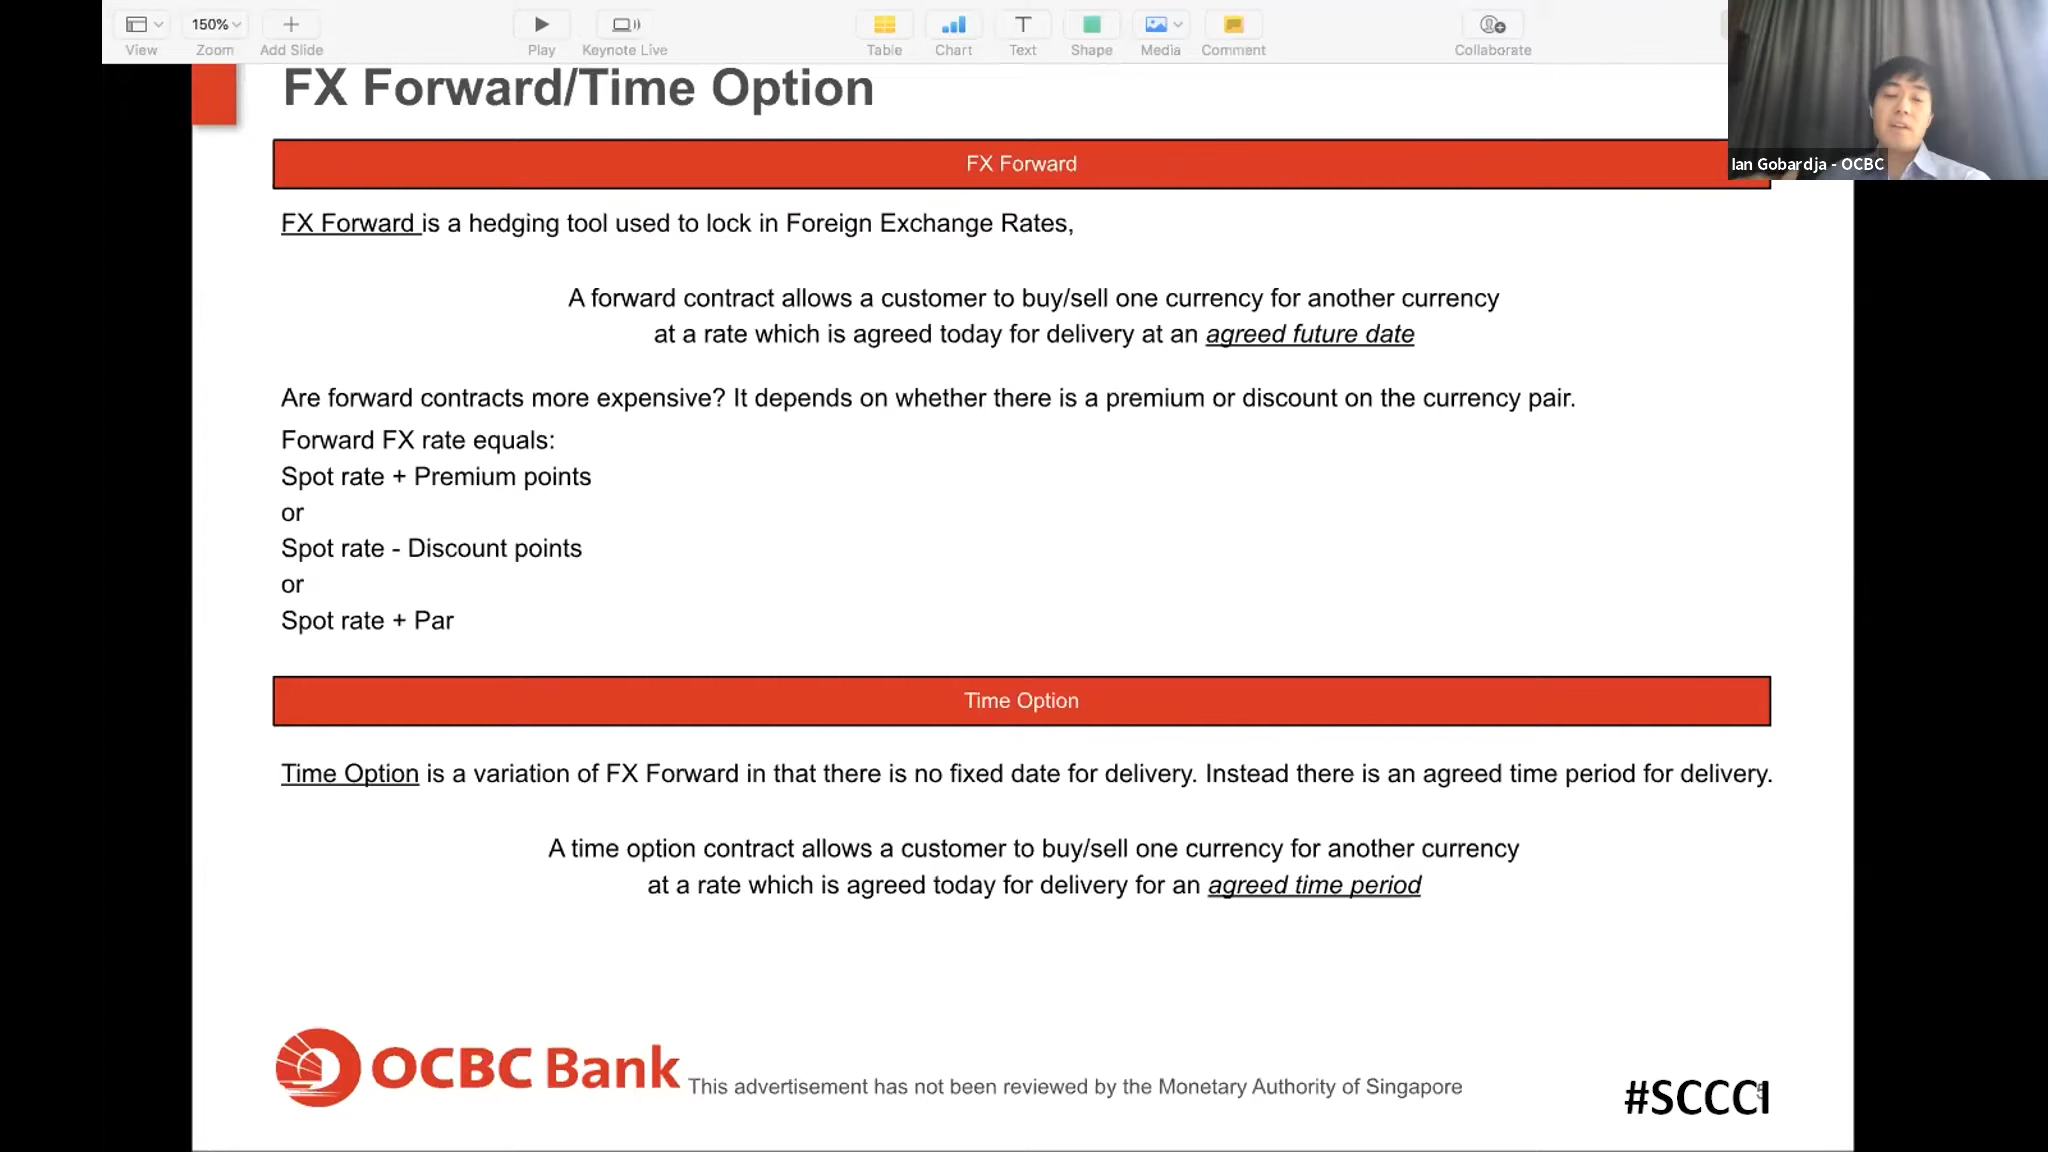 150%
View
Zoom
Add Slide
Play
Keynote Live
Table
Chart
Text
Shape
Media
Comment
Collaborate
FX Forward/Time Option
FX Forward
Ian Gobardja - OCBC
FX Forward is a hedging tool used to lock in Foreign Exchange Rates,
A forward contract allows a customer to buy/sell one currency for another currency
at a rate which is agreed today for delivery at an agreed future date
Are forward contracts more expensive? It depends on whether there is a premium or discount on the currency pair.
Forward FX rate equals:
Spot rate + Premium points
or
Spot rate - Discount points
or
Spot rate + Par
Time Option
Time Option is a variation of FX Forward in that there is no fixed date for delivery. Instead there is an agreed time period for delivery.
A time option contract allows a customer to buy/sell one currency for another currency
at a rate which is agreed today for delivery for an agreed time period
OCBC Bank
This advertisement has not been reviewed by the Monetary Authority of Singapore
#SCCCI